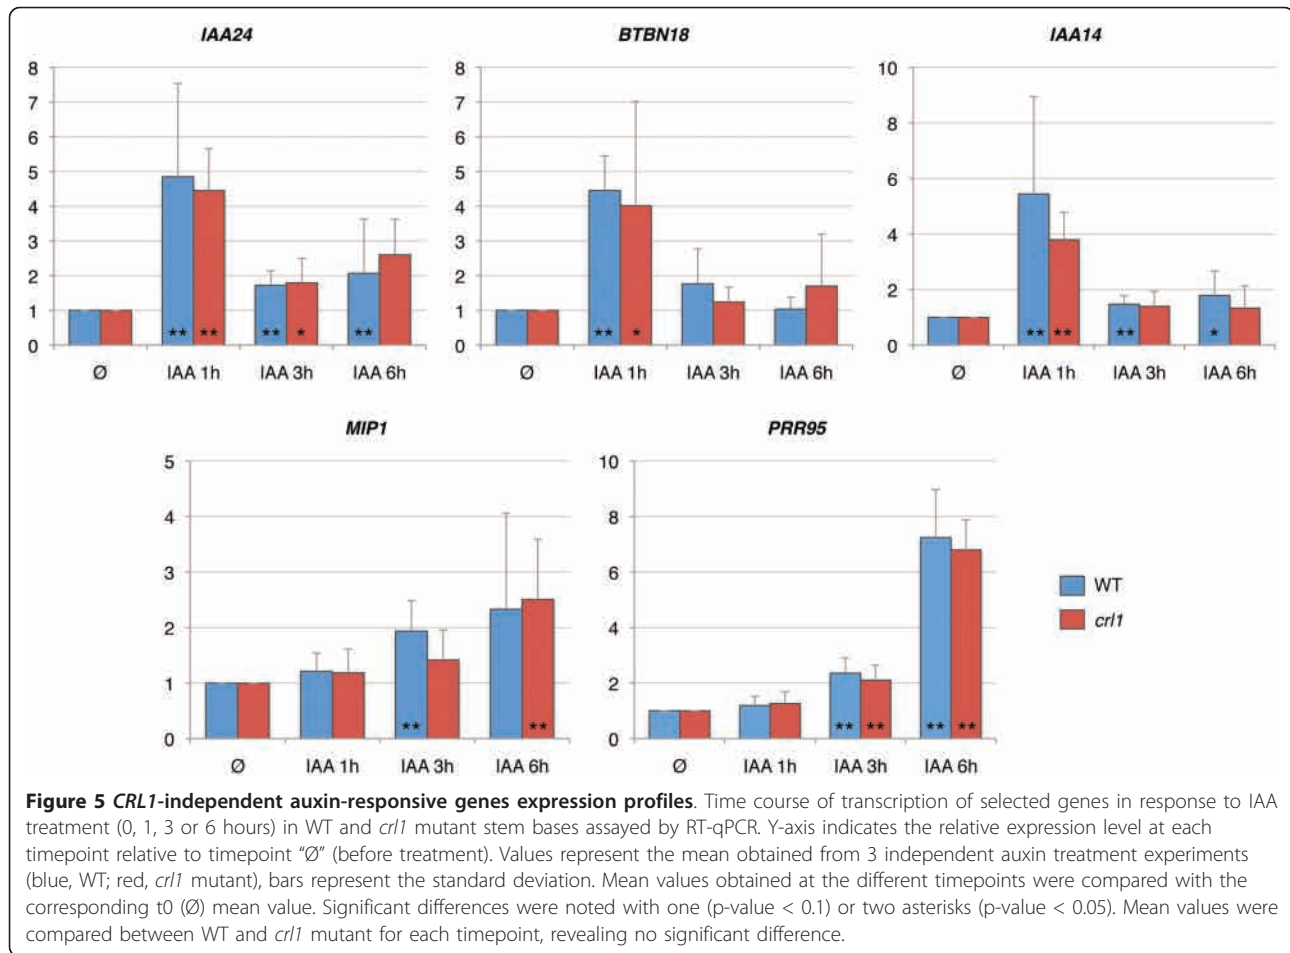 IAA24
BTBN18
IAA14
8
7
6
5
4
3
2
1
0
Ø
IAA 1h
IAA 3h
IAA 6h
** ** ** * **
8
7
6
5
4
3
2
1
0
Ø
IAA 1h
IAA 3h
IAA 6h
** *
10
8
6
4
2
0
Ø
IAA 1h
IAA 3h
IAA 6h
** ** ** *
MIP1
PRR95
5
4
3
2
1
0
Ø
IAA 1h
IAA 3h
IAA 6h
** **
10
8
6
4
2
0
Ø
IAA 1h
IAA 3h
IAA 6h
** ** ** **
WT
crl1
Figure 5 CRL1-independent auxin-responsive genes expression profiles. Time course of transcription of selected genes in response to IAA
treatment (0, 1, 3 or 6 hours) in WT and crl1 mutant stem bases assayed by RT-qPCR. Y-axis indicates the relative expression level at each
timepoint relative to timepoint “Ø” (before treatment). Values represent the mean obtained from 3 independent auxin treatment experiments
(blue, WT; red, crl1 mutant), bars represent the standard deviation. Mean values obtained at the different timepoints were compared with the
corresponding t0 (Ø) mean value. Significant differences were noted with one (p-value < 0.1) or two asterisks (p-value < 0.05). Mean values were
compared between WT and crl1 mutant for each timepoint, revealing no significant difference.